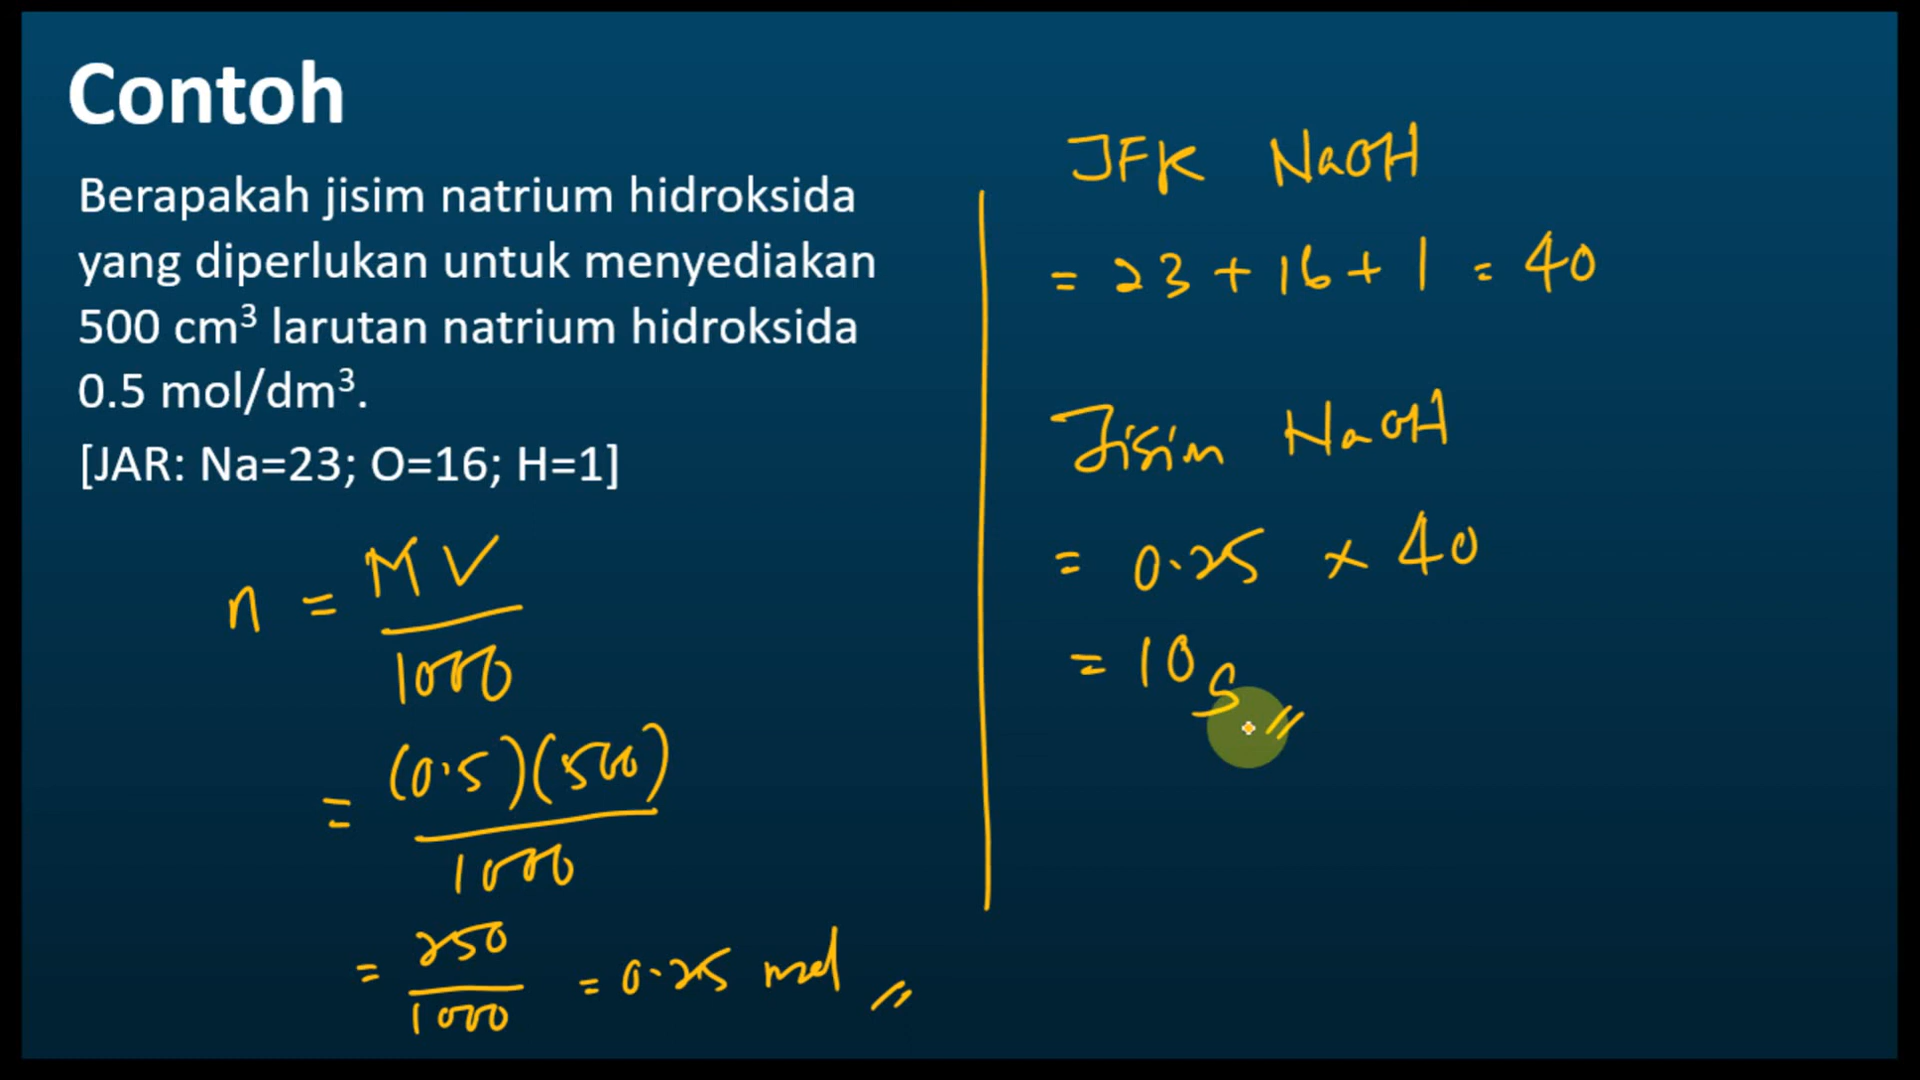 Contoh
Berapakah jisim natrium hidroksida
yang diperlukan untuk menyediakan
500 cm³ larutan natrium hidroksida
0.5 mol/dm³.
[JAR: Na=23; O=16; H=1]
n = MV
1000
= (0.5)(500)
1000
= 250
1000
= 0.25 mol //
JFK NaOH
= 23 + 16 + 1 = 40
Jisim NaOH
= 0.25 × 40
= 10g //